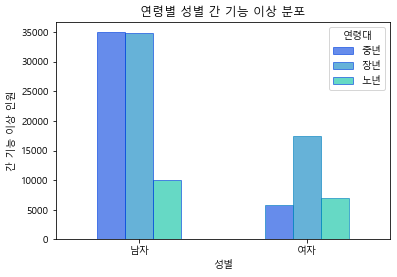 연령별 성별 간 기능 이상 분포
간 기능 이상 인원
35000
30000
25000
20000
15000
10000
5000
0
연령대
중년
장년
노년
남자
여자
성별